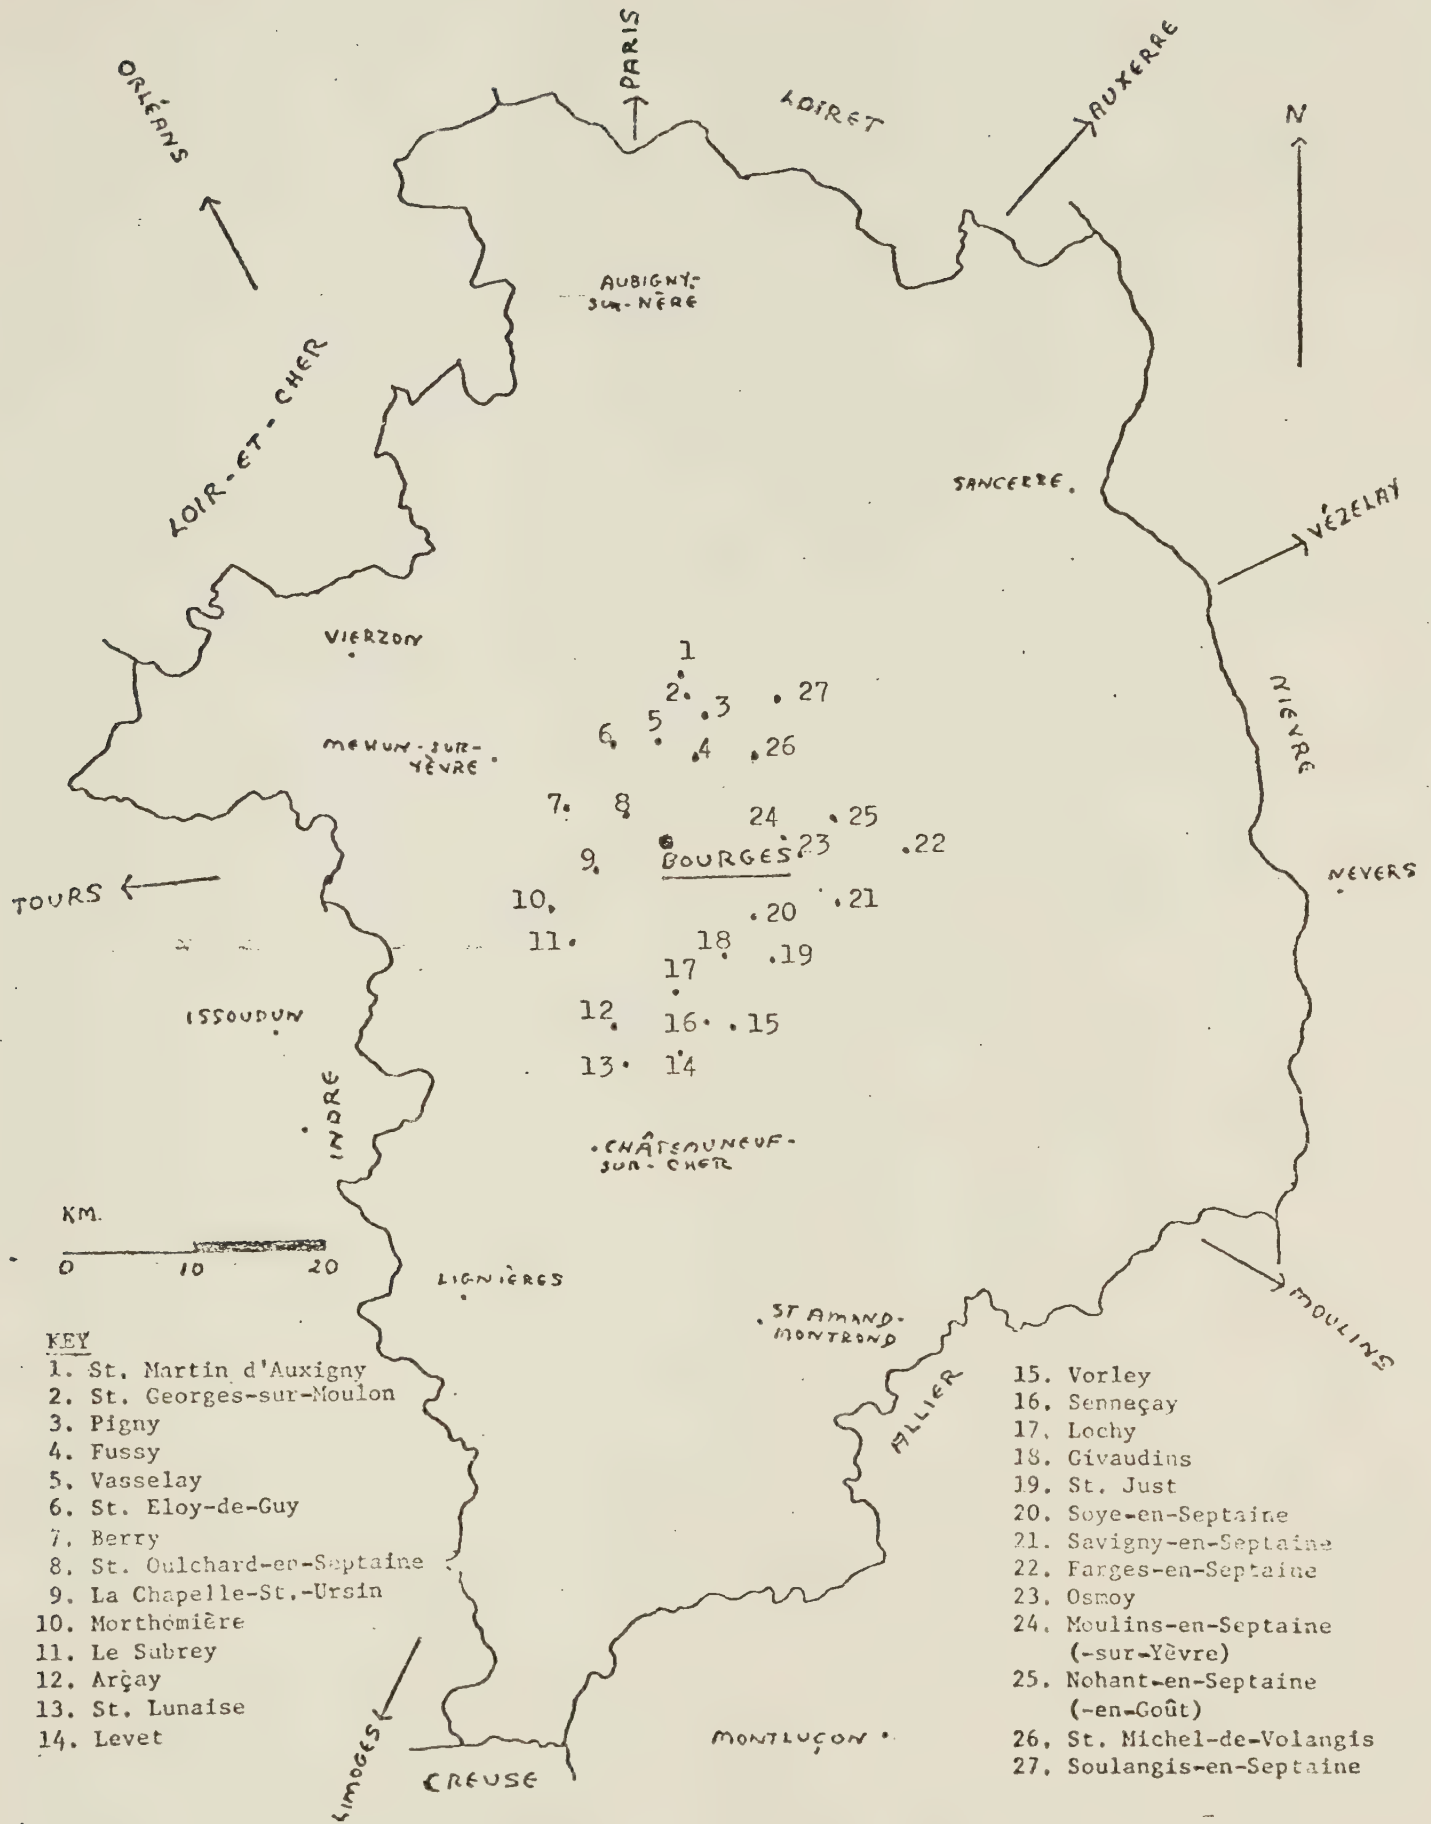 ORLÉANS
PARIS
LOIRET
AUXERRE
N
AUBIGNY-
SUR-NÈRE
LOIR-ET-CHER
SANCERRE
VÉZELAY
VIERZON
1
2
3
27
5
6
4
26
MEHUN-SUR-
YÈVRE
NIEVRE
7
8
24
25
BOURGES
23
22
9
NEVERS
TOURS
10
20
21
11
18
19
17
ISSOUDUN
12
16
15
13
14
INDRE
CHÂTEAUNEUF-
SUR-CHER
KM.
0 10 20
LIGNIÈRES
ST AMAND-
MONTROND
MOULINS
ALLIER
KEY
1. St. Martin d'Auxigny
2. St. Georges-sur-Moulon
3. Pigny
4. Fussy
5. Vasselay
6. St. Eloy-de-Guy
7. Berry
8. St. Oulchard-en-Septaine
9. La Chapelle-St.-Ursin
10. Morthomière
11. Le Subrey
12. Arçay
13. St. Lunaise
14. Levet
15. Vorley
16. Senneçay
17. Lochy
18. Givaudins
19. St. Just
20. Soye-en-Septaine
21. Savigny-en-Septaine
22. Farges-en-Septaine
23. Osmoy
24. Moulins-en-Septaine
(-sur-Yèvre)
25. Nohant-en-Septaine
(-en-Goût)
26. St. Michel-de-Volangis
27. Soulangis-en-Septaine
LIMOGES
CREUSE
MONTLUÇON